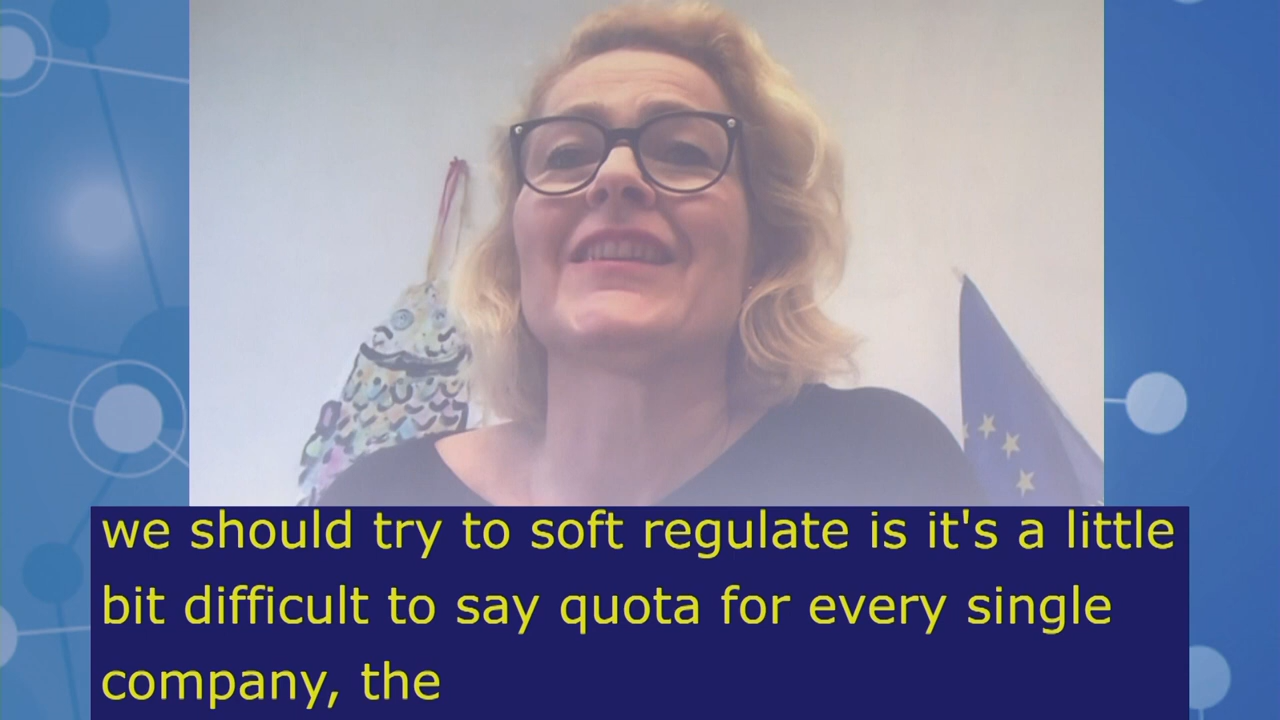 we should try to soft regulate is it's a little
bit difficult to say quota for every single
company, the